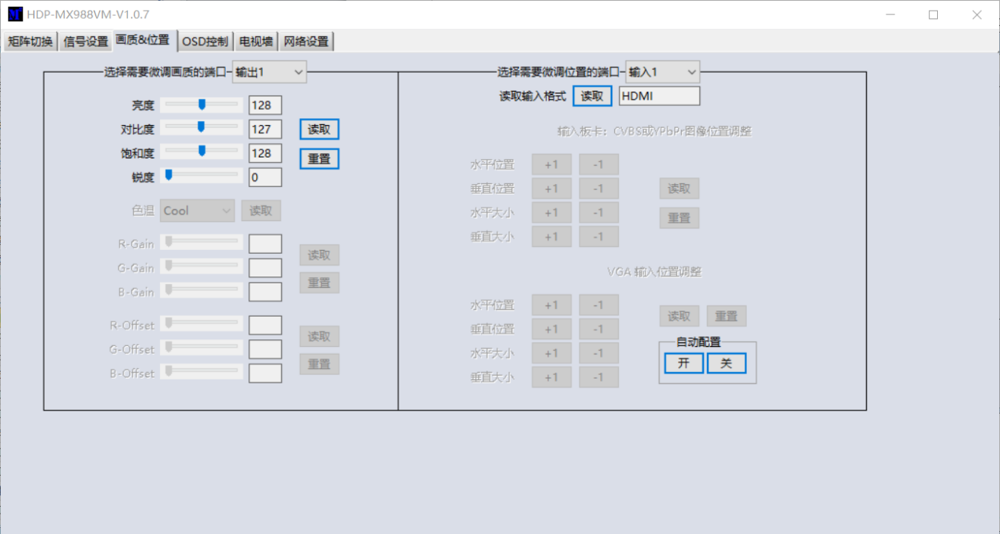 HDP-MX988VM-V1.0.7
矩阵切换 信号设置 画质&位置 OSD控制 电视墙 网络设置
选择需要微调画质的端口 输出1
亮度 128
对比度 127 读取
饱和度 128 重置
锐度 0
色温 Cool 读取
R-Gain
G-Gain 读取
B-Gain 重置
R-Offset
G-Offset 读取
B-Offset 重置
选择需要微调位置的端口 输入1
读取输入格式 读取 HDMI
输入板卡：CVBS或YPbPr图像位置调整
水平位置 +1 -1
垂直位置 +1 -1 读取
水平大小 +1 -1 重置
垂直大小 +1 -1
VGA 输入位置调整
水平位置 +1 -1 读取 重置
垂直位置 +1 -1
水平大小 +1 -1
垂直大小 +1 -1
自动配置
开 关